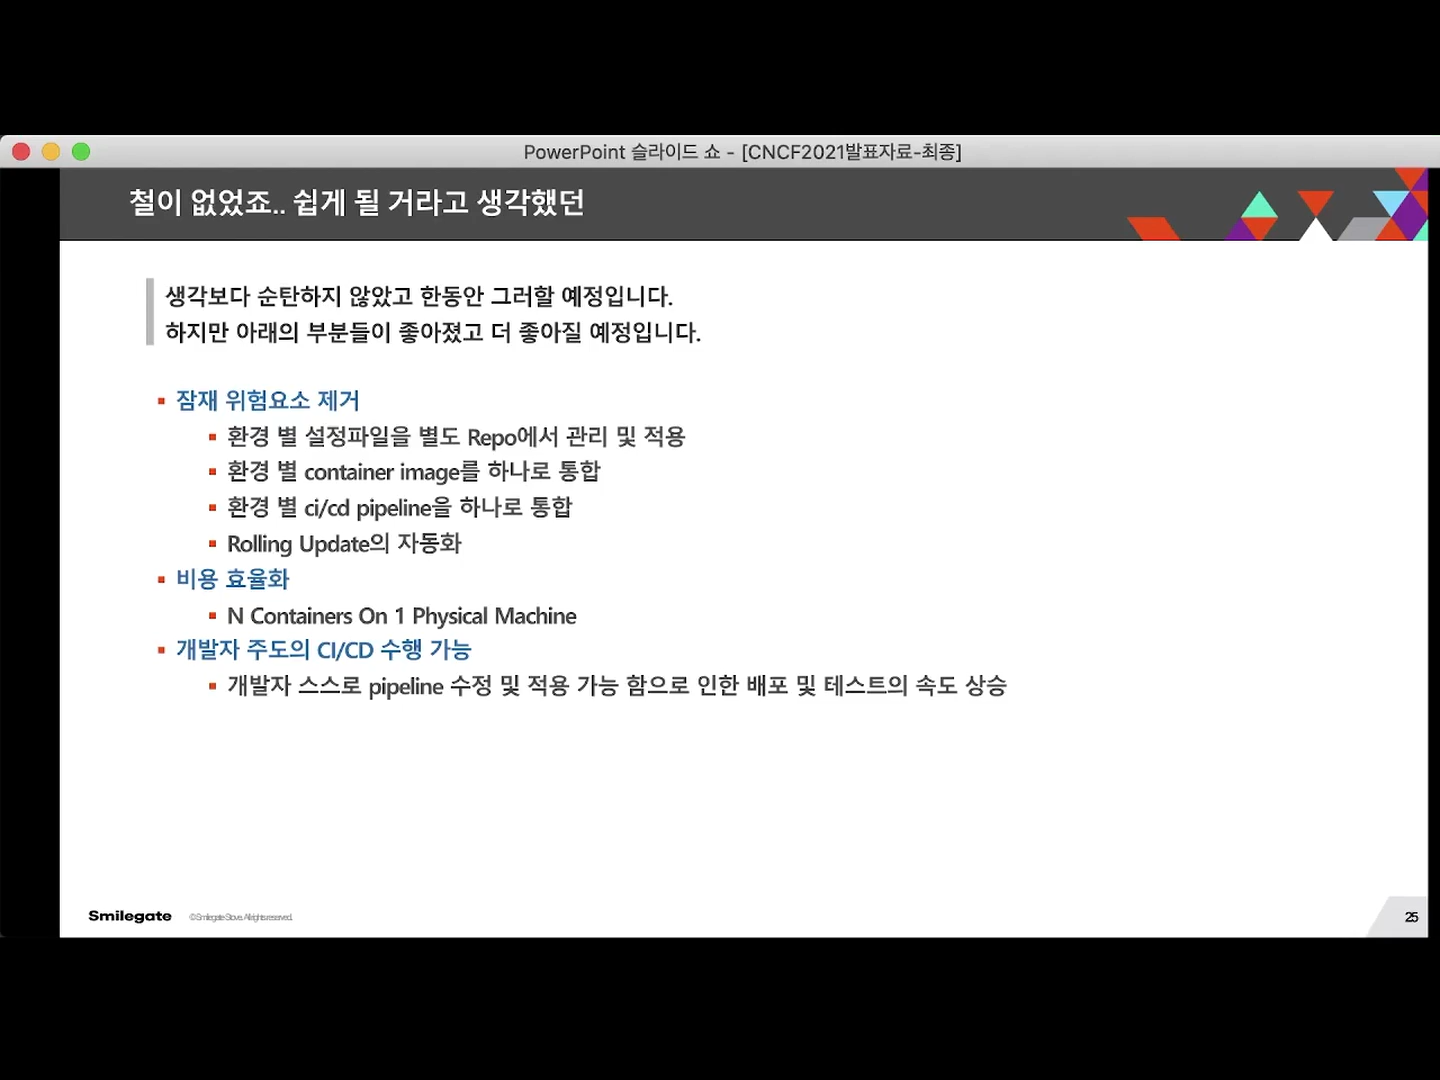 PowerPoint 슬라이드 쇼 - [CNCF2021발표자료-최종]
철이 없었죠.. 쉽게 될 거라고 생각했던
생각보다 순탄하지 않았고 한동안 그러할 예정입니다.
하지만 아래의 부분들이 좋아졌고 더 좋아질 예정입니다.
잠재 위험요소 제거
환경 별 설정파일을 별도 Repo에서 관리 및 적용
환경 별 container image를 하나로 통합
환경 별 ci/cd pipeline을 하나로 통합
Rolling Update의 자동화
비용 효율화
N Containers On 1 Physical Machine
개발자 주도의 CI/CD 수행 가능
개발자 스스로 pipeline 수정 및 적용 가능 함으로 인한 배포 및 테스트의 속도 상승
Smilegate © Smilegate Stove. All rights reserved.
25